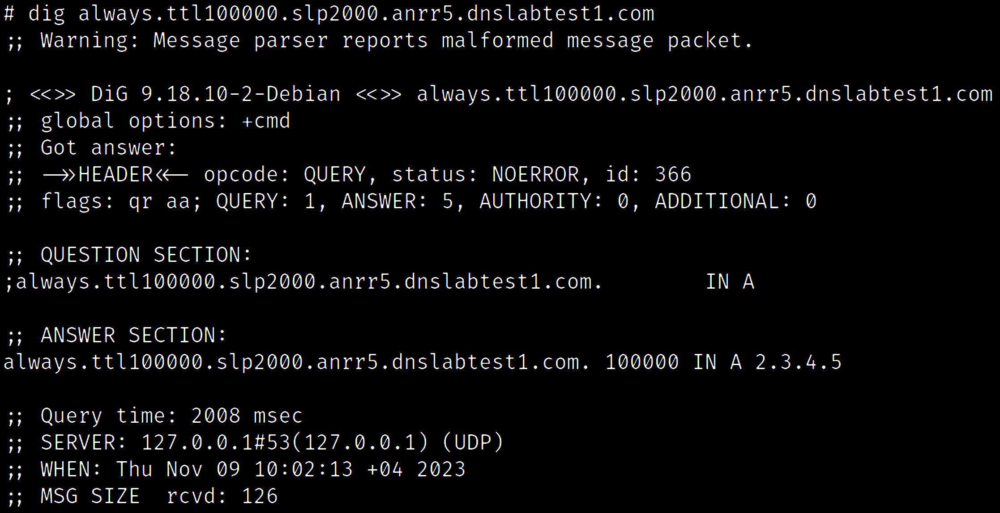 # dig always.ttl100000.slp2000.anrr5.dnslabtest1.com
;; Warning: Message parser reports malformed message packet.

; <<>> DiG 9.18.10-2-Debian <<>> always.ttl100000.slp2000.anrr5.dnslabtest1.com
;; global options: +cmd
;; Got answer:
;; ->>HEADER<<- opcode: QUERY, status: NOERROR, id: 366
;; flags: qr aa; QUERY: 1, ANSWER: 5, AUTHORITY: 0, ADDITIONAL: 0

;; QUESTION SECTION:
;always.ttl100000.slp2000.anrr5.dnslabtest1.com.        IN A

;; ANSWER SECTION:
always.ttl100000.slp2000.anrr5.dnslabtest1.com. 100000 IN A 2.3.4.5

;; Query time: 2008 msec
;; SERVER: 127.0.0.1#53(127.0.0.1) (UDP)
;; WHEN: Thu Nov 09 10:02:13 +04 2023
;; MSG SIZE  rcvd: 126